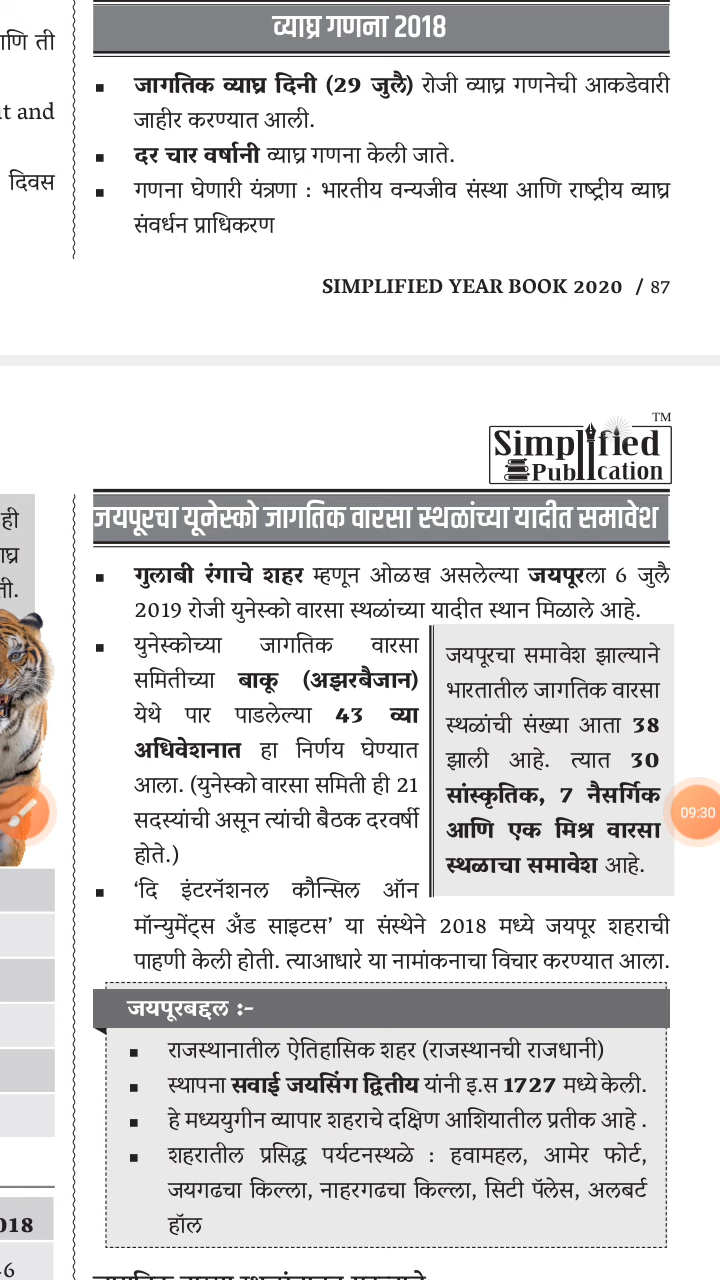 व्याघ्र गणना 2018
ाणि ती
▪ जागतिक व्याघ्र दिनी (29 जुलै) रोजी व्याघ्र गणनेची आकडेवारी
जाहीर करण्यात आली.
and
▪ दर चार वर्षांनी व्याघ्र गणना केली जाते.
दिवस
▪ गणना घेणारी यंत्रणा : भारतीय वन्यजीव संस्था आणि राष्ट्रीय व्याघ्र
संवर्धन प्राधिकरण
SIMPLIFIED YEAR BOOK 2020 / 87
Simplified TM
Publication
ही
जयपूरचा यूनेस्को जागतिक वारसा स्थळांच्या यादीत समावेश
▪ गुलाबी रंगाचे शहर म्हणून ओळख असलेल्या जयपूरला 6 जुलै
2019 रोजी युनेस्को वारसा स्थळांच्या यादीत स्थान मिळाले आहे.
▪ युनेस्कोच्या जागतिक वारसा
समितीच्या बाकू (अझरबैजान)
येथे पार पाडलेल्या 43 व्या
अधिवेशनात हा निर्णय घेण्यात
आला. (युनेस्को वारसा समिती ही 21
सदस्यांची असून त्यांची बैठक दरवर्षी
होते.)
जयपूरचा समावेश झाल्याने
भारतातील जागतिक वारसा
स्थळांची संख्या आता 38
झाली आहे. त्यात 30
सांस्कृतिक, 7 नैसर्गिक
आणि एक मिश्र वारसा
स्थळाचा समावेश आहे.
09:30
▪ ‘दि इंटरनॅशनल कौन्सिल ऑन
मॉन्युमेंट्स अँड साइटस’ या संस्थेने 2018 मध्ये जयपूर शहराची
पाहणी केली होती. त्याआधारे या नामांकनाचा विचार करण्यात आला.
जयपूरबद्दल :-
▪ राजस्थानातील ऐतिहासिक शहर (राजस्थानची राजधानी)
▪ स्थापना सवाई जयसिंग द्वितीय यांनी इ.स 1727 मध्ये केली.
▪ हे मध्ययुगीन व्यापार शहराचे दक्षिण आशियातील प्रतीक आहे .
▪ शहरातील प्रसिद्ध पर्यटनस्थळे : हवामहल, आमेर फोर्ट,
जयगढचा किल्ला, नाहरगढचा किल्ला, सिटी पॅलेस, अलबर्ट
हॉल
018